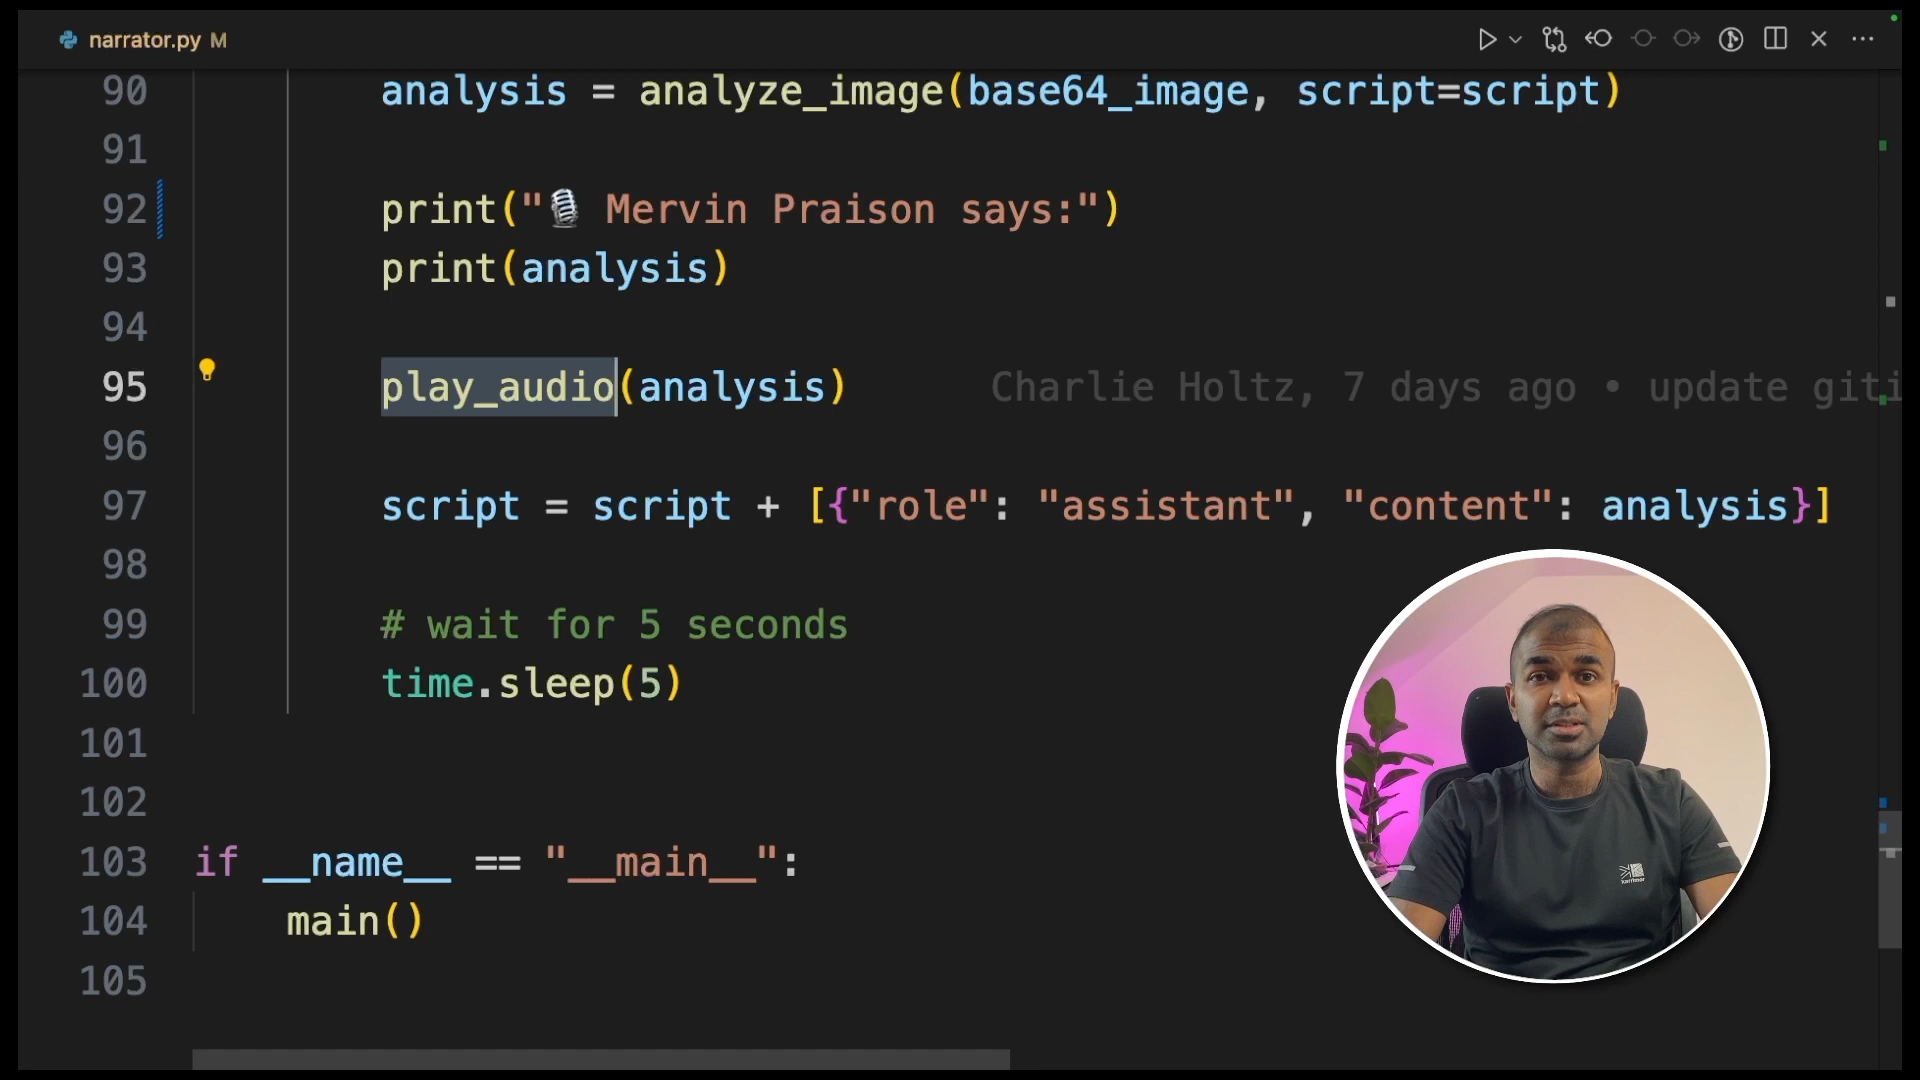 narrator.py M
90 analysis = analyze_image(base64_image, script=script)
91
92 print("🎙️ Mervin Praison says:")
93 print(analysis)
94
95 play_audio(analysis) Charlie Holtz, 7 days ago • update giti
96
97 script = script + [{"role": "assistant", "content": analysis}]
98
99 # wait for 5 seconds
100 time.sleep(5)
101
102
103 if __name__ == "__main__":
104 main()
105
karrimor